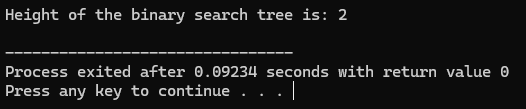 Height of the binary search tree is: 2
--------------------------------
Process exited after 0.09234 seconds with return value 0
Press any key to continue . . .